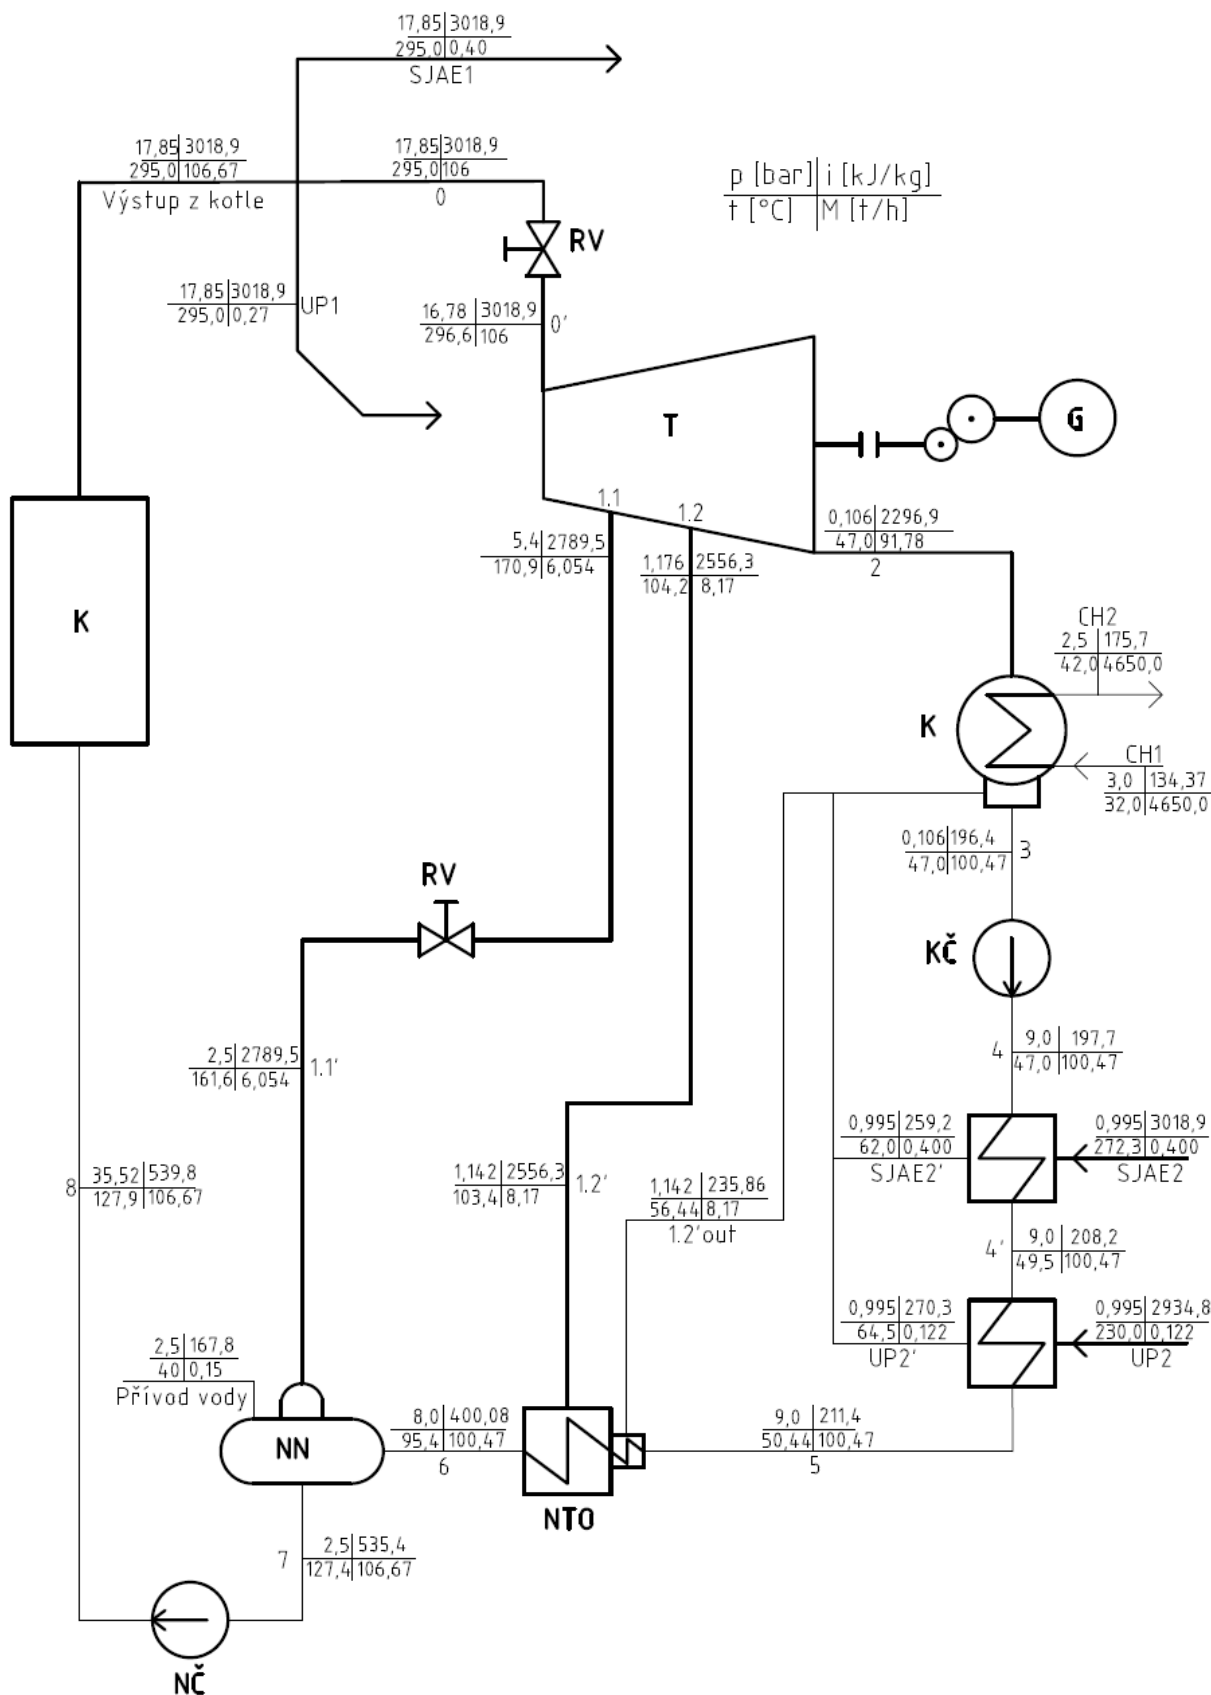 17,85 3018,9
295,0 0,40
SJAE1
17,85 3018,9
295,0 106,67
Výstup z kotle
17,85 3018,9
295,0 106
0
p [bar] i [kJ/kg]
t [°C] M [t/h]
RV
17,85 3018,9
295,0 0,27
UP1
16,78 3018,9
296,6 106
0'
T
G
1.1
1.2
5,4 2789,5
170,9 6,054
1,176 2556,3
104,2 8,17
0,106 2296,9
47,0 91,78
2
K
CH2
2,5 175,7
42,0 4650,0
K
CH1
3,0 134,37
32,0 4650,0
0,106 196,4
47,0 100,47
3
RV
KČ
9,0 197,7
47,0 100,47
4
2,5 2789,5
161,6 6,054
1.1'
0,995 259,2
62,0 0,400
SJAE2'
0,995 3018,9
272,3 0,400
SJAE2
8
35,52 539,8
127,9 106,67
1,142 2556,3
103,4 8,17
1.2'
1,142 235,86
56,44 8,17
1.2'out
4'
9,0 208,2
49,5 100,47
0,995 270,3
64,5 0,122
UP2'
0,995 2934,8
230,0 0,122
UP2
2,5 167,8
40 0,15
Přívod vody
NN
8,0 400,08
95,4 100,47
6
NTO
9,0 211,4
50,44 100,47
5
7
2,5 535,4
127,4 106,67
NČ